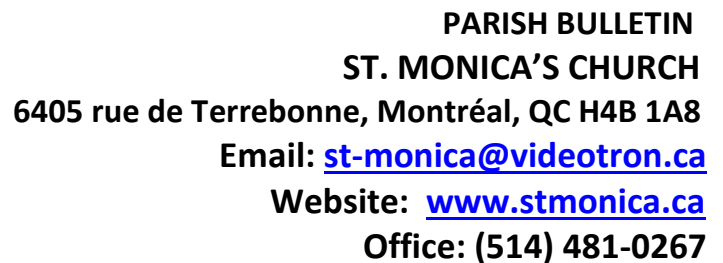 PARISH BULLETIN
ST. MONICA’S CHURCH
6405 rue de Terrebonne, Montréal, QC H4B 1A8
Email: st-monica@videotron.ca
Website: www.stmonica.ca
Office: (514) 481-0267